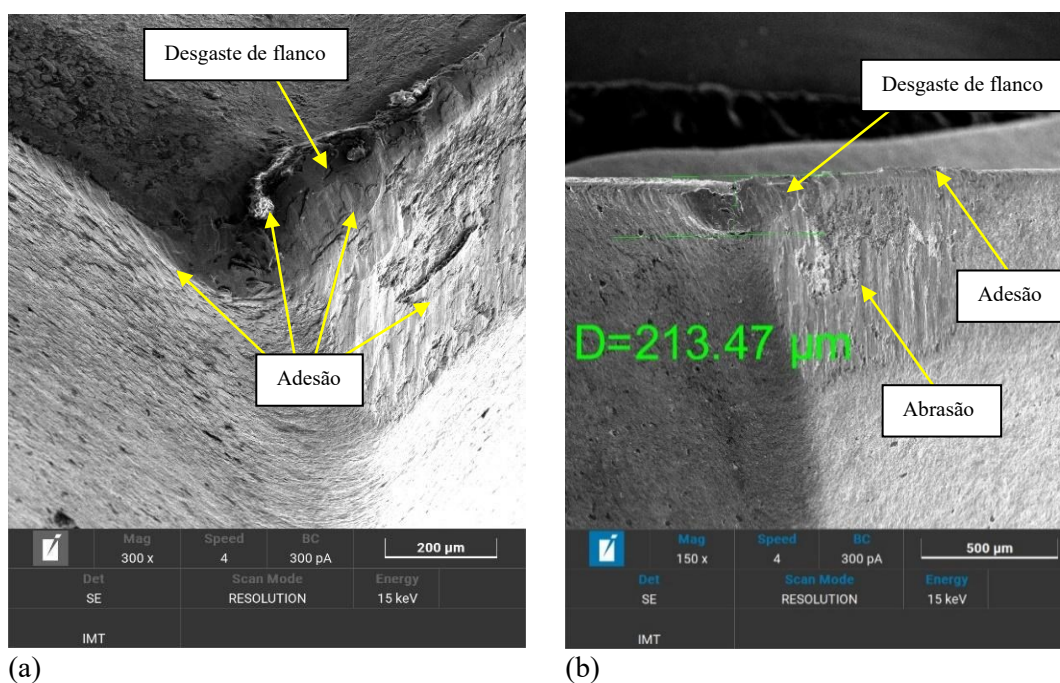 Desgaste de flanco
Adesão
Mag Speed BC
300 x 4 300 pA 200 µm
Det Scan Mode Energy
SE RESOLUTION 15 keV
IMT
(a)
Desgaste de flanco
Adesão
D=213.47 µm
Abrasão
Mag Speed BC
150 x 4 300 pA 500 µm
Det Scan Mode Energy
SE RESOLUTION 15 keV
IMT
(b)